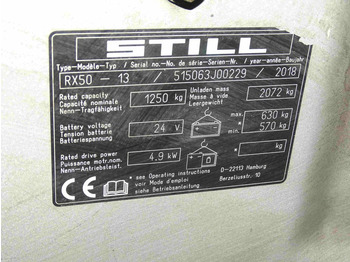 STILL
Type-Modèle-Typ / Serial no.-No. de série-Serien-Nr. / year-année-Baujahr
RX50 - 13 / 515063J00229 / 2018
Rated capacity
Capacité nominale
Nenn-Tragfähigkeit
1250 kg
Unladen mass
Masse à vide
Leergewicht
2072 kg
Battery voltage
Tension batterie
Batteriespannung
24 V
max 630 kg
min 570 kg
Rated drive power
Puissance mot.nom.
Nenn-Antriebsleist.
4.9 kW
* kg
CE
* see Operating instructions
voir Mode d'emploi
siehe Betriebsanleitung
D-22113 Hamburg
Berzeliusstr. 10